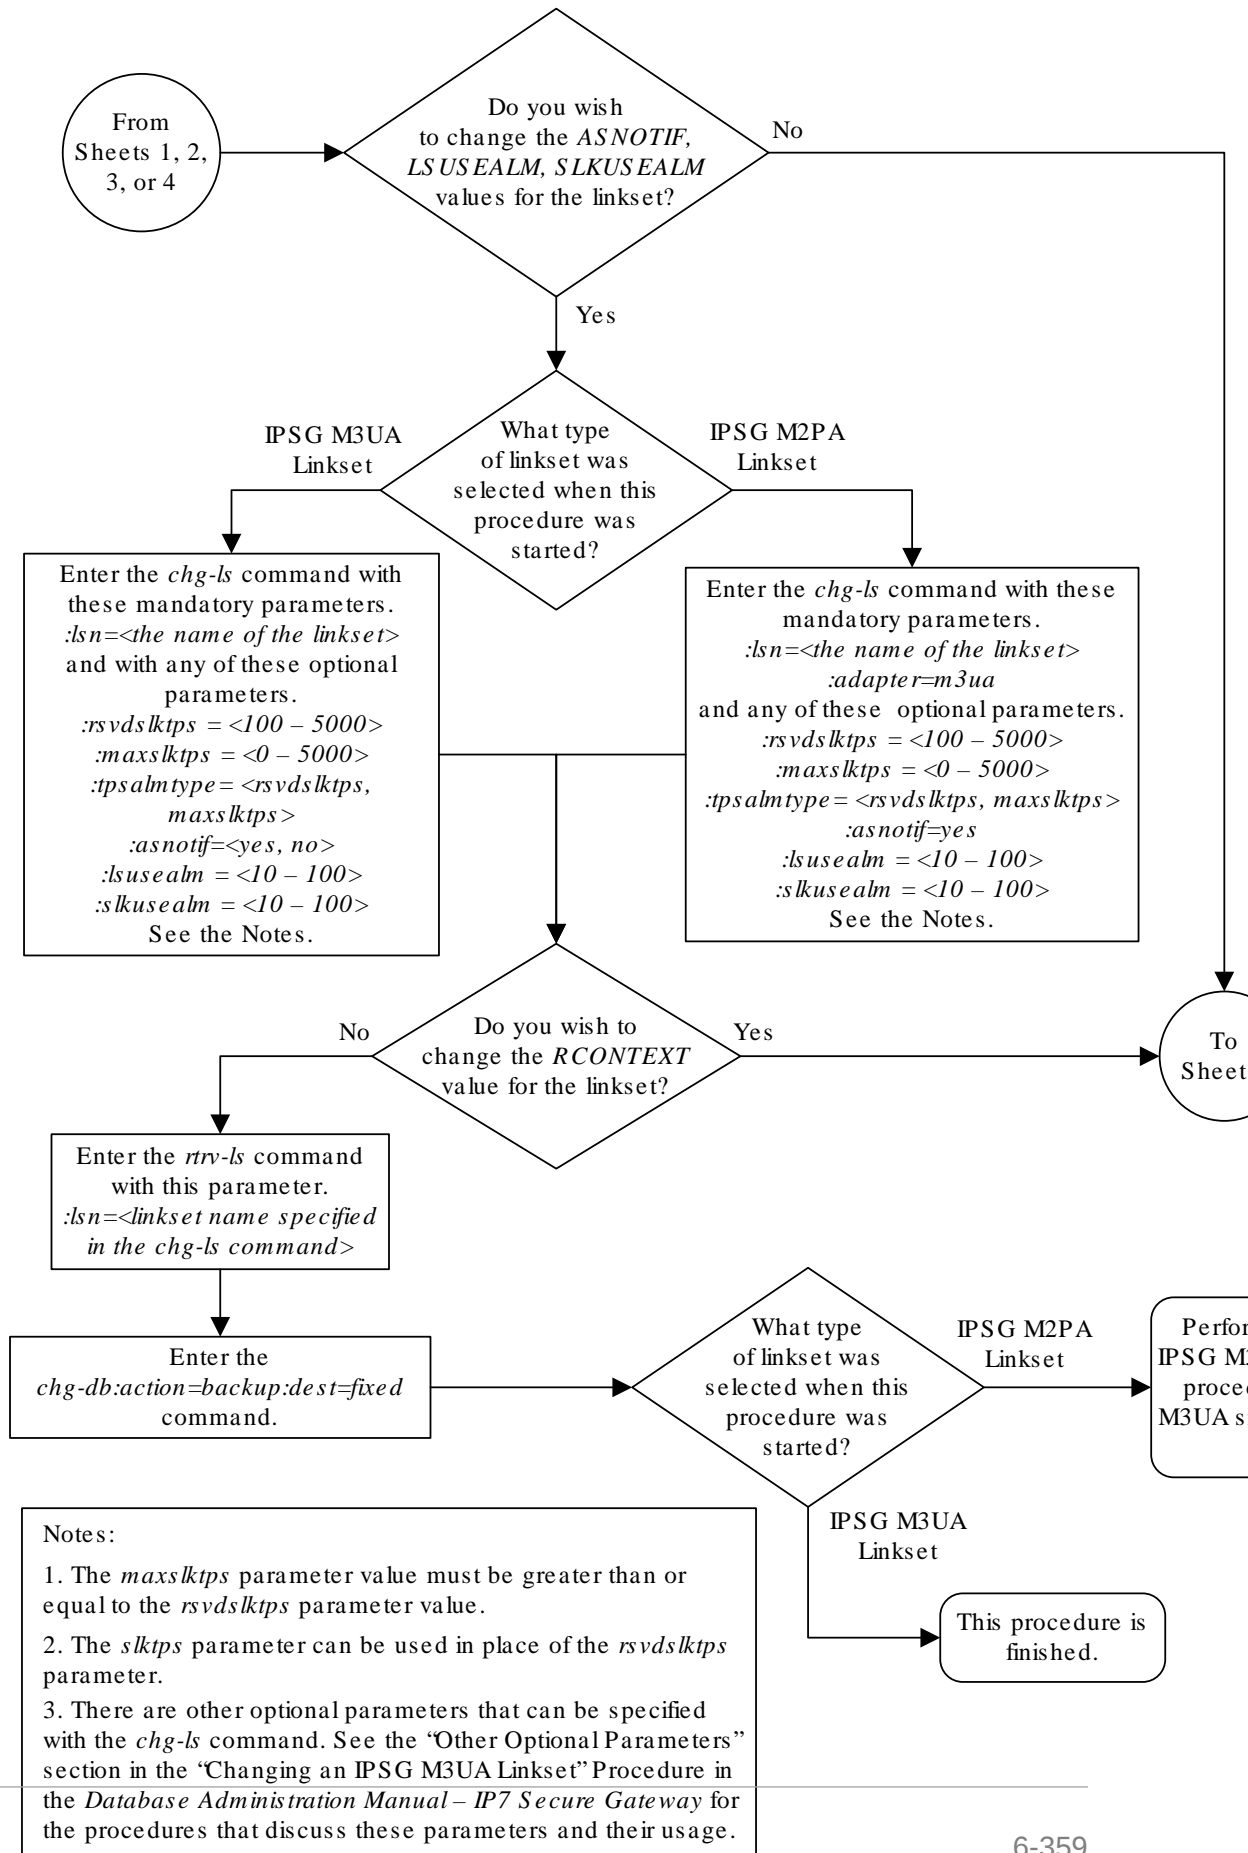 From
Sheets 1, 2,
3, or 4
Do you wish
to change the ASNOTIF,
LSUSEALM, SLKUSEALM
values for the linkset?
No
Yes
What type
of linkset was
selected when this
procedure was
started?
IPSG M3UA
Linkset
IPSG M2PA
Linkset
Enter the chg-ls command with
these mandatory parameters.
:lsn=<the name of the linkset>
and with any of these optional
parameters.
:rsvdslktps = <100 – 5000>
:maxslktps = <0 – 5000>
:tpsalmtype = <rsvdslktps,
maxslktps>
:asnotif=<yes, no>
:lsusealm = <10 – 100>
:slkusealm = <10 – 100>
See the Notes.
Enter the chg-ls command with these
mandatory parameters.
:lsn=<the name of the linkset>
:adapter=m3ua
and any of these optional parameters.
:rsvdslktps = <100 – 5000>
:maxslktps = <0 – 5000>
:tpsalmtype = <rsvdslktps, maxslktps>
:asnotif=yes
:lsusealm = <10 – 100>
:slkusealm = <10 – 100>
See the Notes.
Do you wish to
change the RCONTEXT
value for the linkset?
No
Yes
To
Sheet
Enter the rtrv-ls command
with this parameter.
:lsn=<linkset name specified
in the chg-ls command>
Enter the
chg-db:action=backup:dest=fixed
command.
What type
of linkset was
selected when this
procedure was
started?
IPSG M2PA
Linkset
IPSG
M3UA
IPSG M3UA
Linkset
This procedure is
finished.
Notes:
1. The maxslktps parameter value must be greater than or
equal to the rsvdslktps parameter value.
2. The slktps parameter can be used in place of the rsvdslktps
parameter.
3. There are other optional parameters that can be specified
with the chg-ls command. See the “Other Optional Parameters”
section in the “Changing an IPSG M3UA Linkset” Procedure in
the Database Administration Manual – IP7 Secure Gateway for
the procedures that discuss these parameters and their usage.
6-359